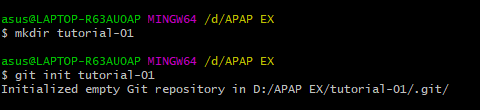 asus@LAPTOP-R63AUOAP MINGW64 /d/APAP EX
$ mkdir tutorial-01
asus@LAPTOP-R63AUOAP MINGW64 /d/APAP EX
$ git init tutorial-01
Initialized empty Git repository in D:/APAP EX/tutorial-01/.git/